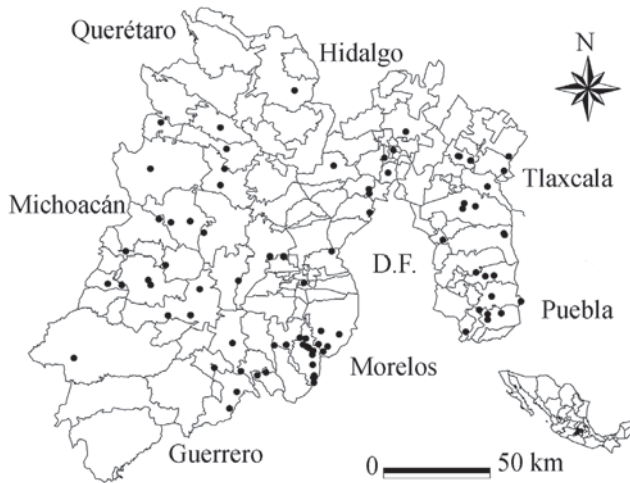 Querétaro
Hidalgo
N
Tlaxcala
Michoacán
D.F.
Puebla
Morelos
Guerrero
0 50 km